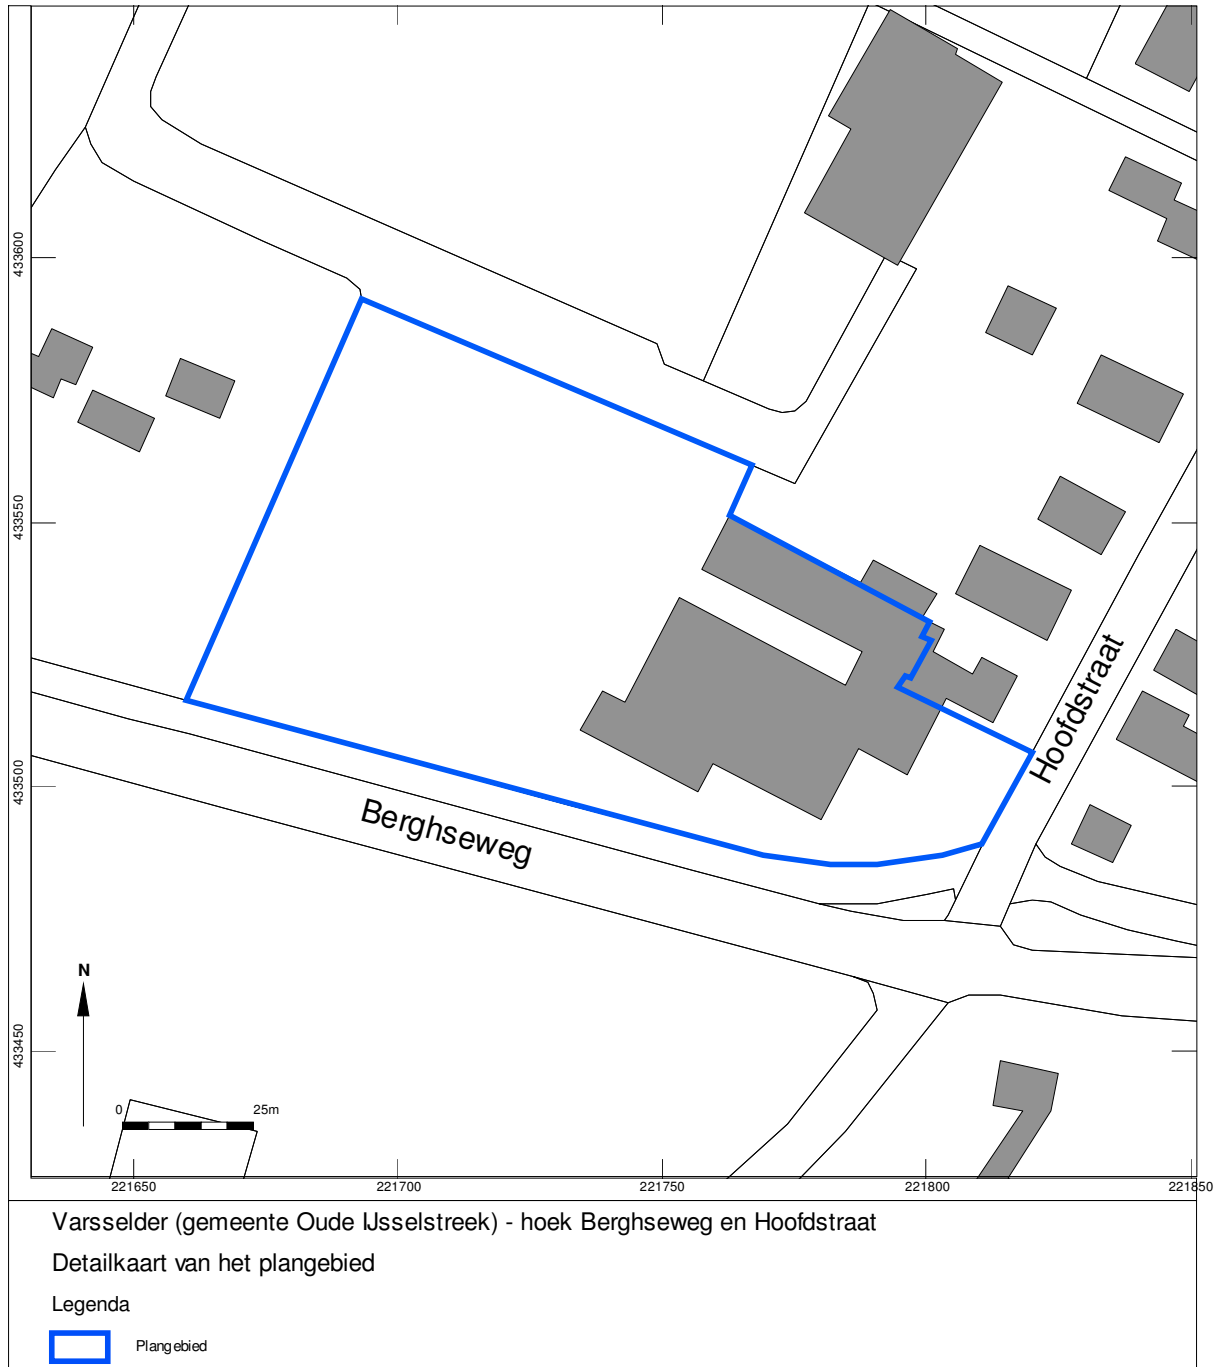 433600
433550
433500
433450
Hoofdstraat
Berghseweg
N
0 25m
221650 221700 221750 221800 221850
Varsselder (gemeente Oude IJsselstreek) - hoek Berghseweg en Hoofdstraat
Detailkaart van het plangebied
Legenda
Plangebied